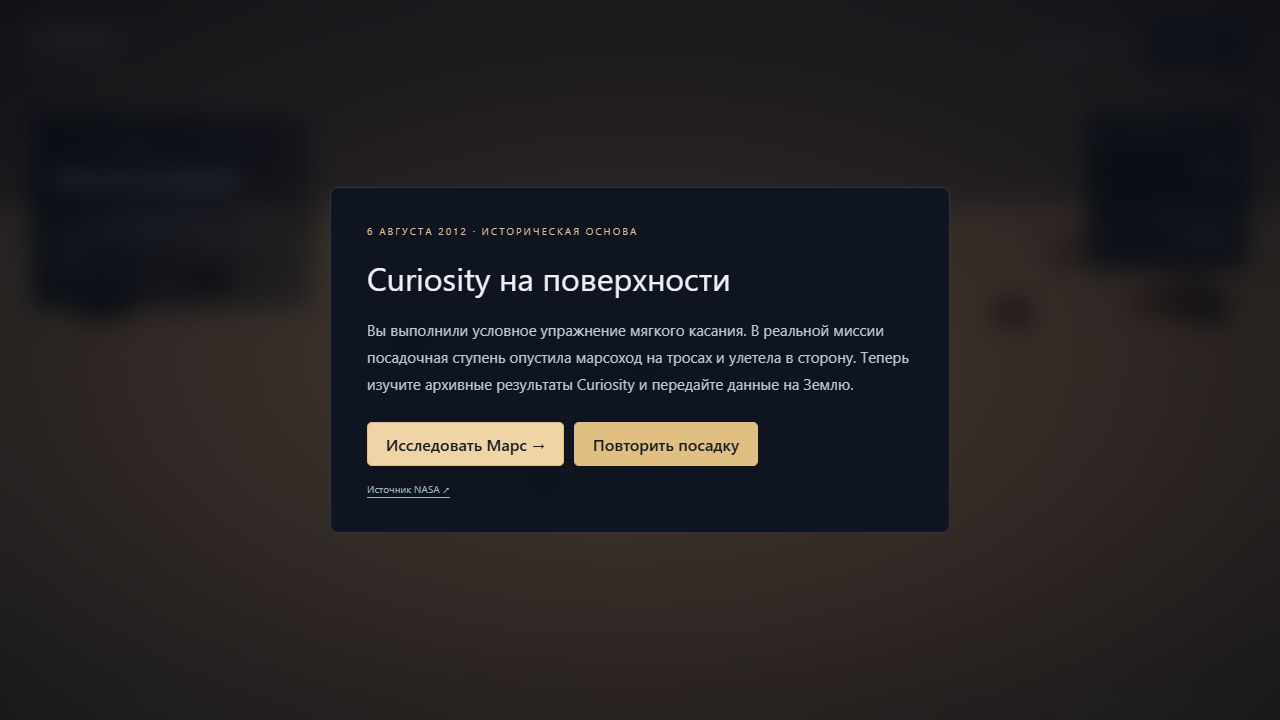 6 АВГУСТА 2012 · ИСТОРИЧЕСКАЯ ОСНОВА
Curiosity на поверхности
Вы выполнили условное упражнение мягкого касания. В реальной миссии
посадочная ступень опустила марсоход на тросах и улетела в сторону. Теперь
изучите архивные результаты Curiosity и передайте данные на Землю.
Исследовать Марс →
Повторить посадку
Источник NASA ↗